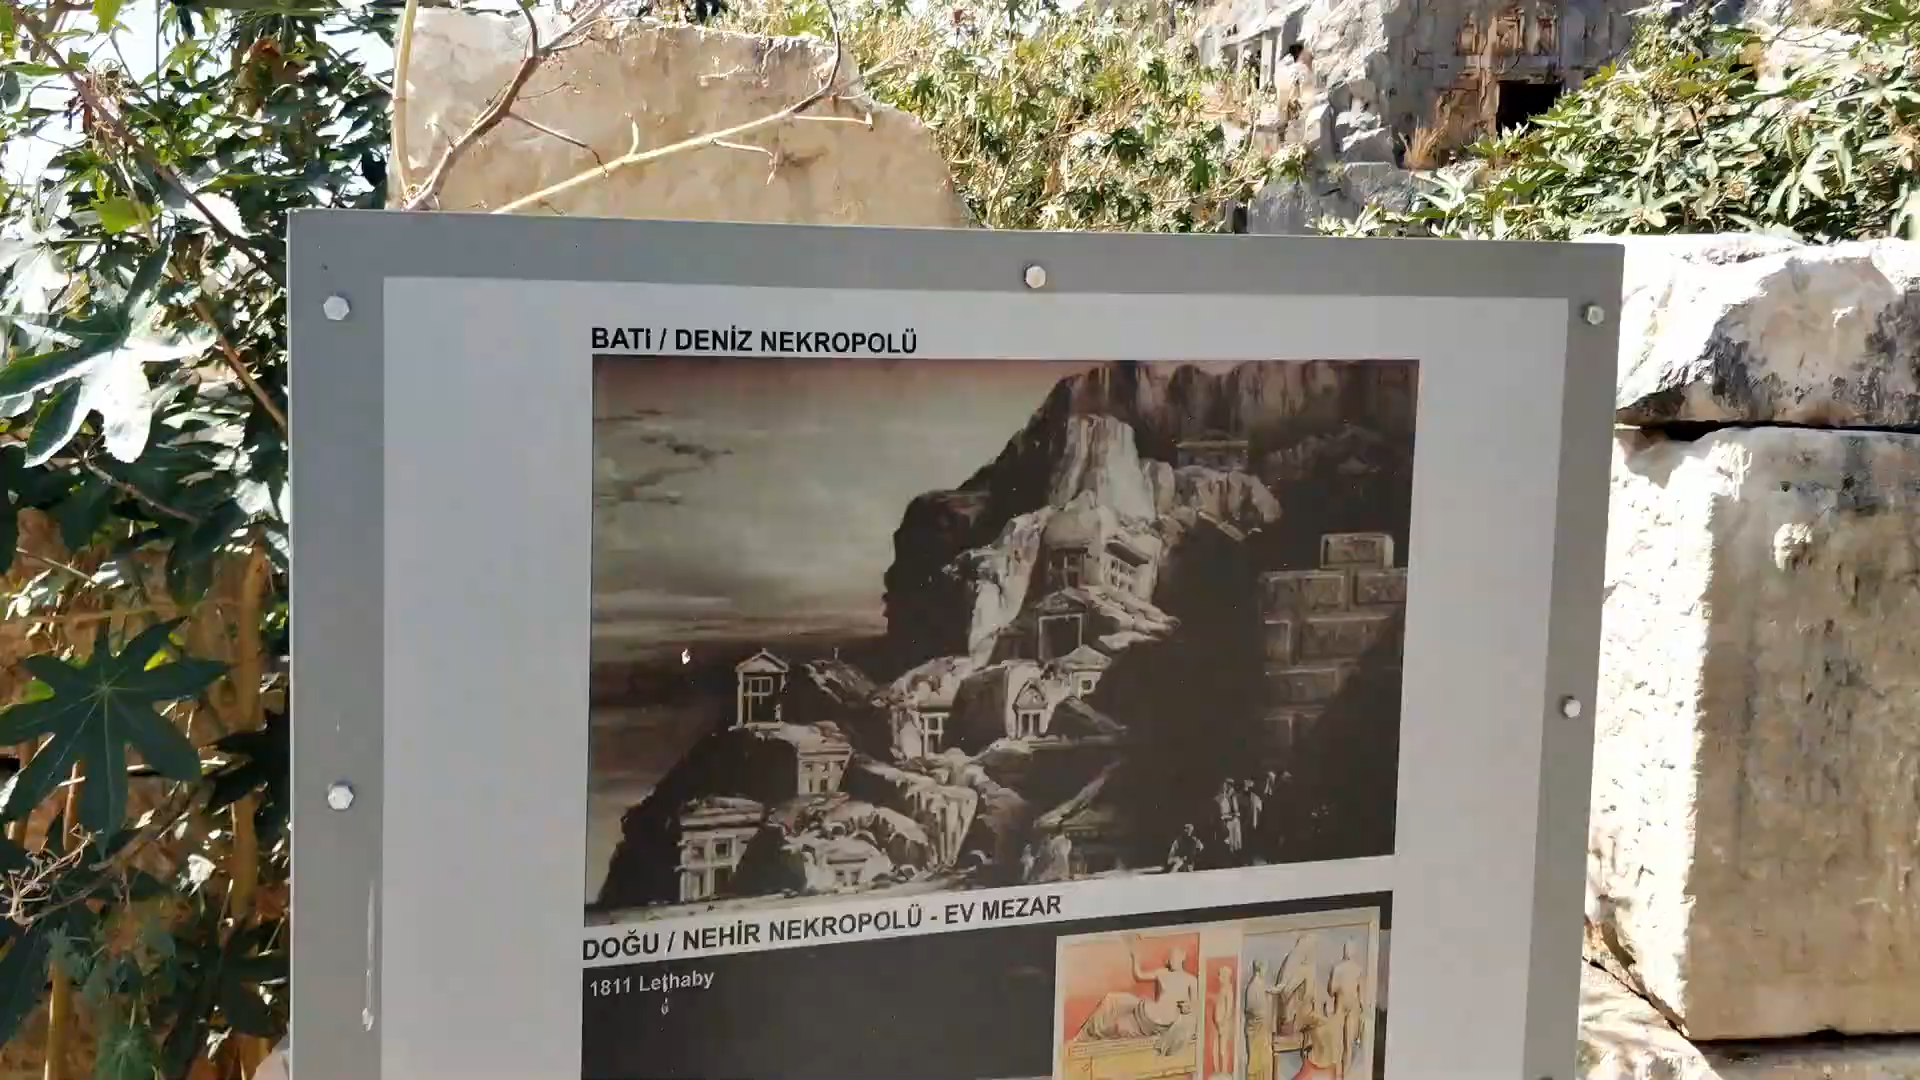 BATI / DENİZ NEKROPOLÜ
DOĞU / NEHİR NEKROPOLÜ - EV MEZAR
1811 Lethaby